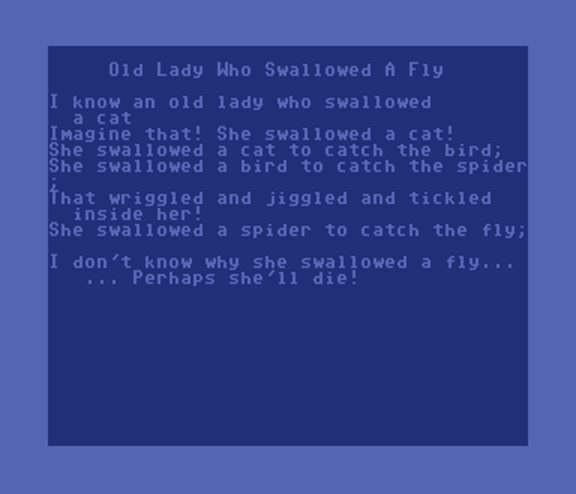 Old Lady Who Swallowed A Fly
I know an old lady who swallowed
a cat
Imagine that! She swallowed a cat!
She swallowed a cat to catch the bird;
She swallowed a bird to catch the spider
;
That wriggled and jiggled and tickled
inside her!
She swallowed a spider to catch the fly;
I don't know why she swallowed a fly...
... Perhaps she'll die!